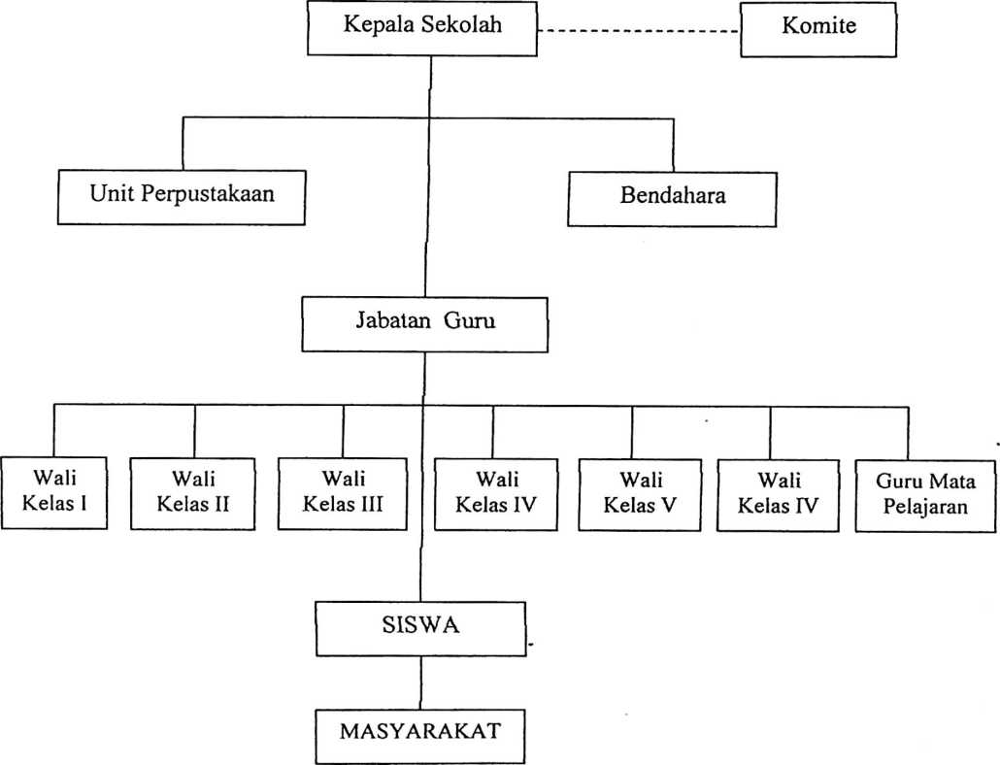 Kepala Sekolah
Komite
Unit Perpustakaan
Bendahara
Jabatan Guru
Wali
Kelas I
Wali
Kelas II
Wali
Kelas III
Wali
Kelas IV
Wali
Kelas V
Wali
Kelas IV
Guru Mata
Pelajaran
SISWA
MASYARAKAT